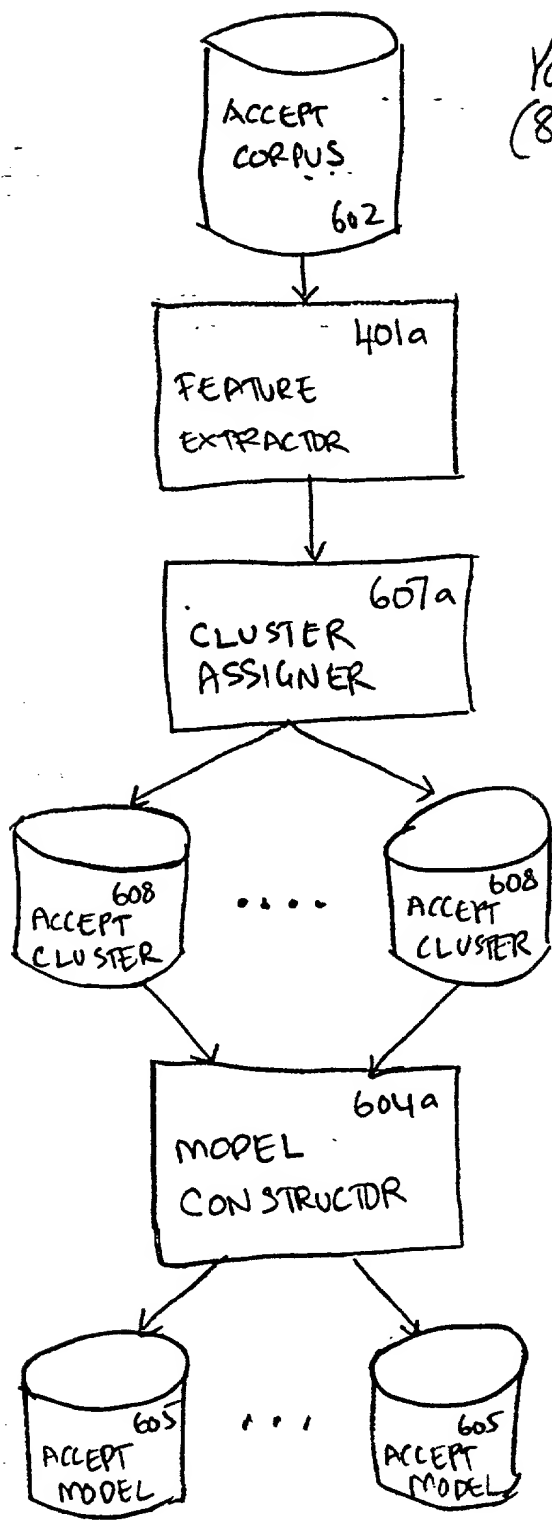 ACCEPT
CORPUS
602
401a
FEATURE
EXTRACTOR
607a
CLUSTER
ASSIGNER
608
ACCEPT
CLUSTER
608
ACCEPT
CLUSTER
604a
MODEL
CONSTRUCTOR
605
ACCEPT
MODEL
605
ACCEPT
MODEL